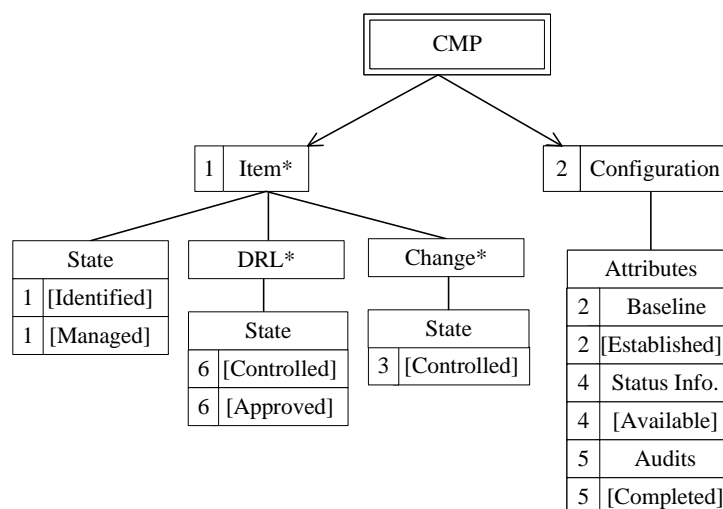 CMP
1 Item*
2 Configuration
State
1 [Identified]
1 [Managed]
DRL*
State
6 [Controlled]
6 [Approved]
Change*
State
3 [Controlled]
Attributes
2 Baseline
2 [Established]
4 Status Info.
4 [Available]
5 Audits
5 [Completed]